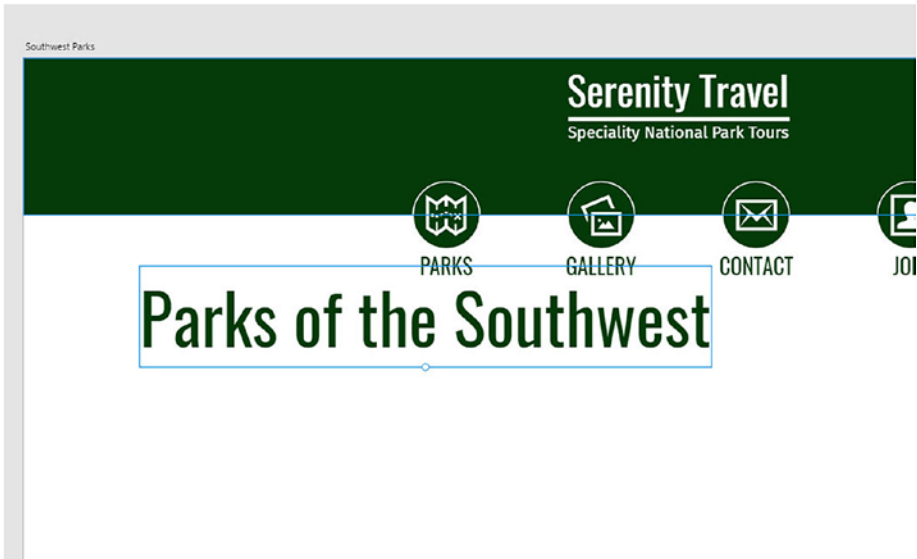 Southwest Parks
Serenity Travel
Speciality National Park Tours
PARKS GALLERY CONTACT
Parks of the Southwest